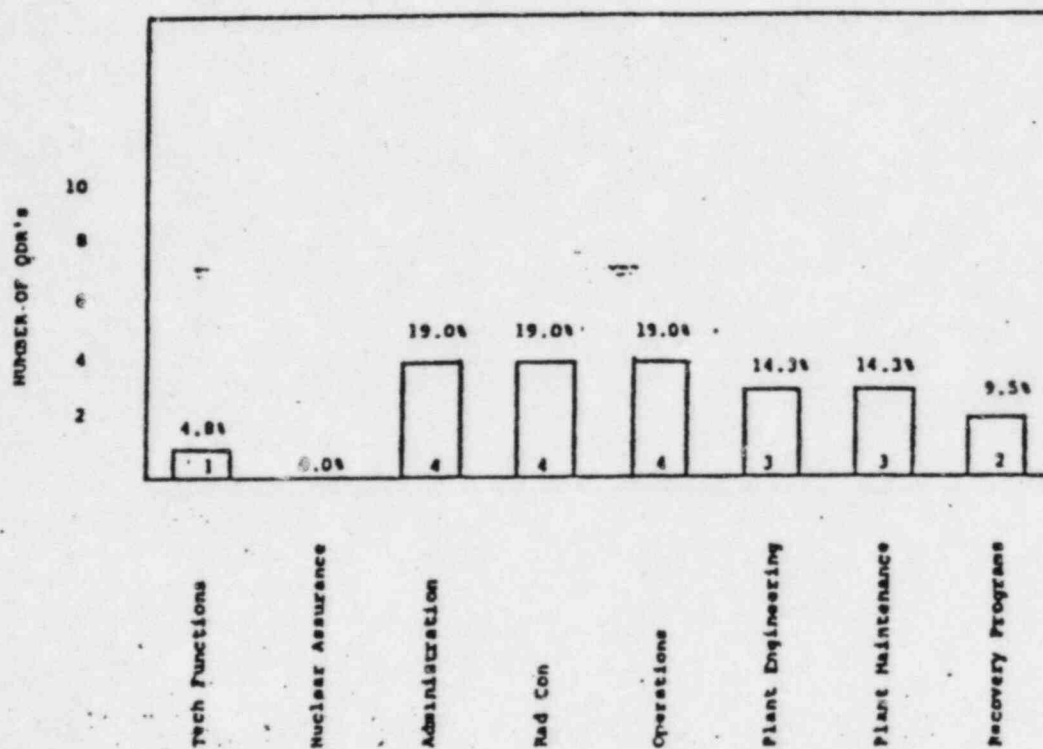 NUMBER OF QDR's
10
8
6
4
2
4.8%
0.0%
19.0%
19.0%
19.0%
14.3%
14.3%
9.5%
1
4
4
4
3
3
2
Tech Functions
Nuclear Assurance
Administration
Rad Con
Operations
Plant Engineering
Plant Maintenance
Recovery Programs